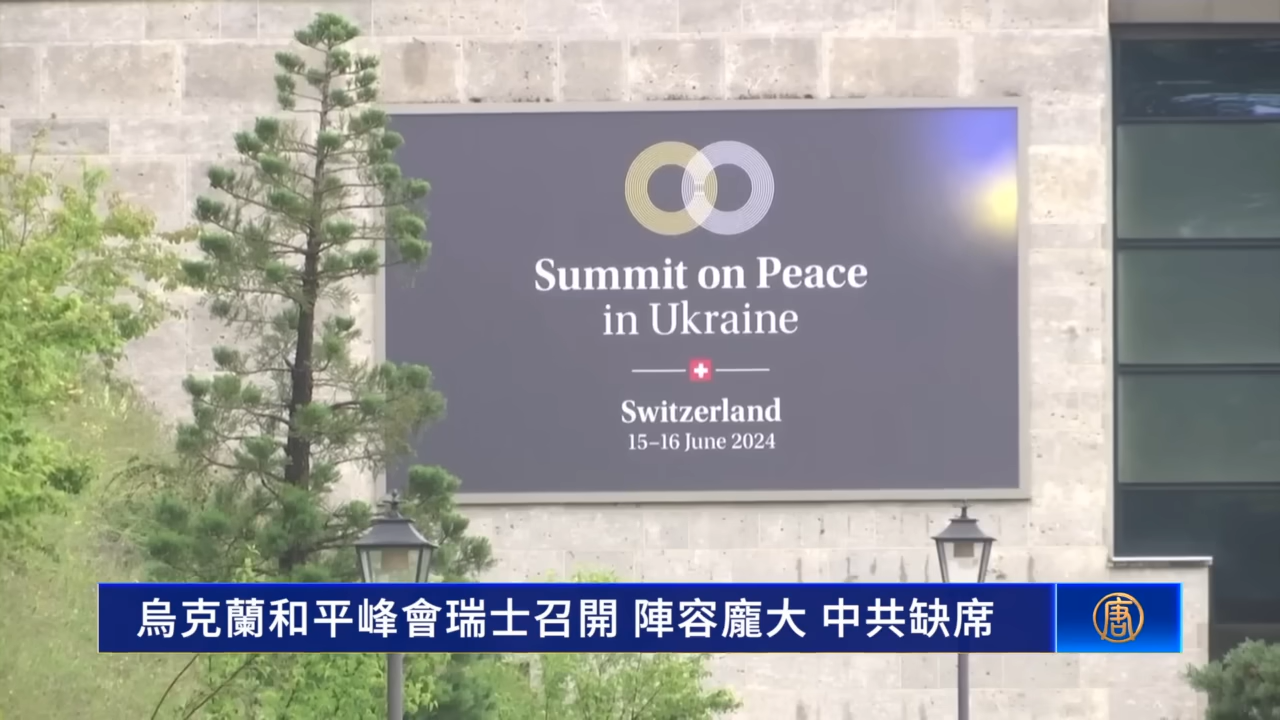 Summit on Peace
in Ukraine
Switzerland
15–16 June 2024
烏克蘭和平峰會瑞士召開 陣容龐大 中共缺席
唐